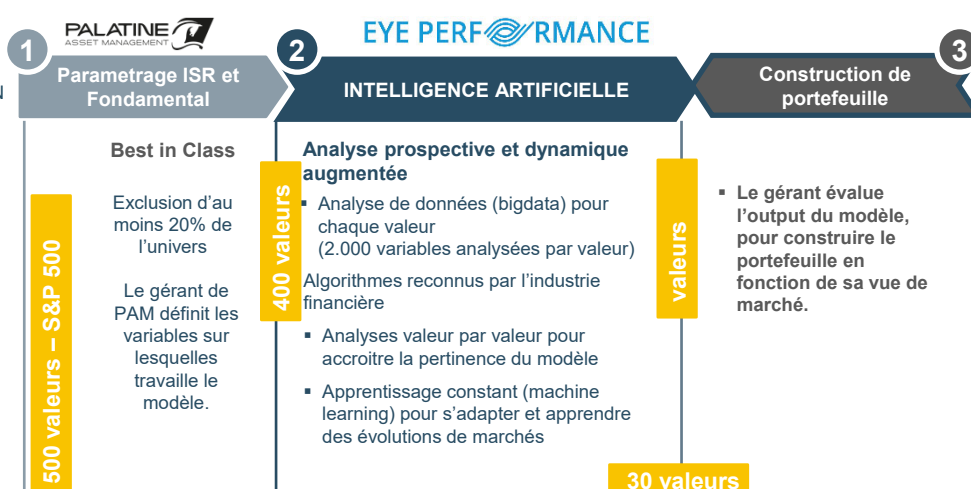 PALATINE
ASSET MANAGEMENT
EYE PERFORMANCE
1
Parametrage ISR et
Fondamental
2
INTELLIGENCE ARTIFICIELLE
3
Construction de
portefeuille
N
500 valeurs – S&P 500
Best in Class
Exclusion d’au
moins 20% de
l’univers
Le gérant de
PAM définit les
variables sur
lesquelles
travaille le
modèle.
400 valeurs
Analyse prospective et dynamique
augmentée
▪ Analyse de données (bigdata) pour
chaque valeur
(2.000 variables analysées par valeur)
Algorithmes reconnus par l’industrie
financière
▪ Analyses valeur par valeur pour
accroitre la pertinence du modèle
▪ Apprentissage constant (machine
learning) pour s’adapter et apprendre
des évolutions de marchés
valeurs
▪ Le gérant évalue
l’output du modèle,
pour construire le
portefeuille en
fonction de sa vue de
marché.
30 valeurs